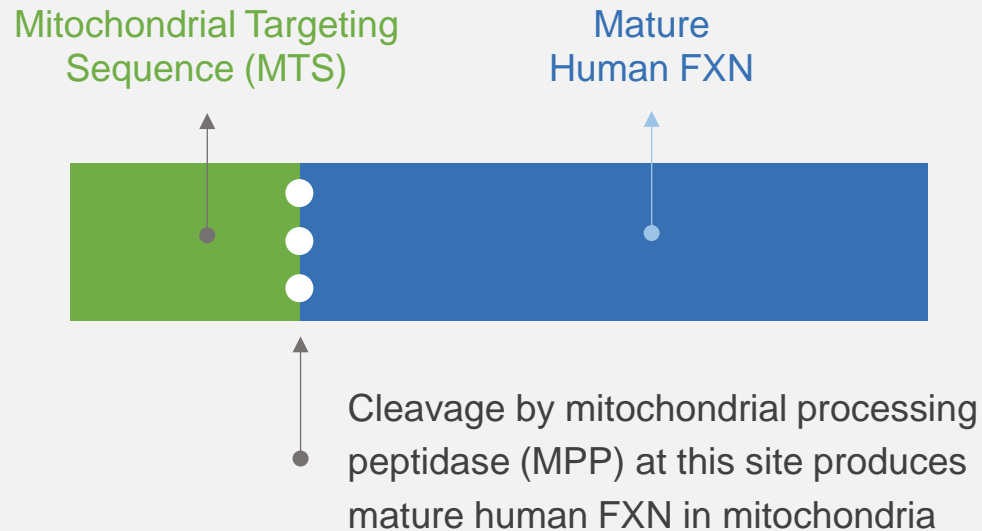 Mitochondrial Targeting
Sequence (MTS)
Mature
Human FXN
Cleavage by mitochondrial processing
peptidase (MPP) at this site produces
mature human FXN in mitochondria